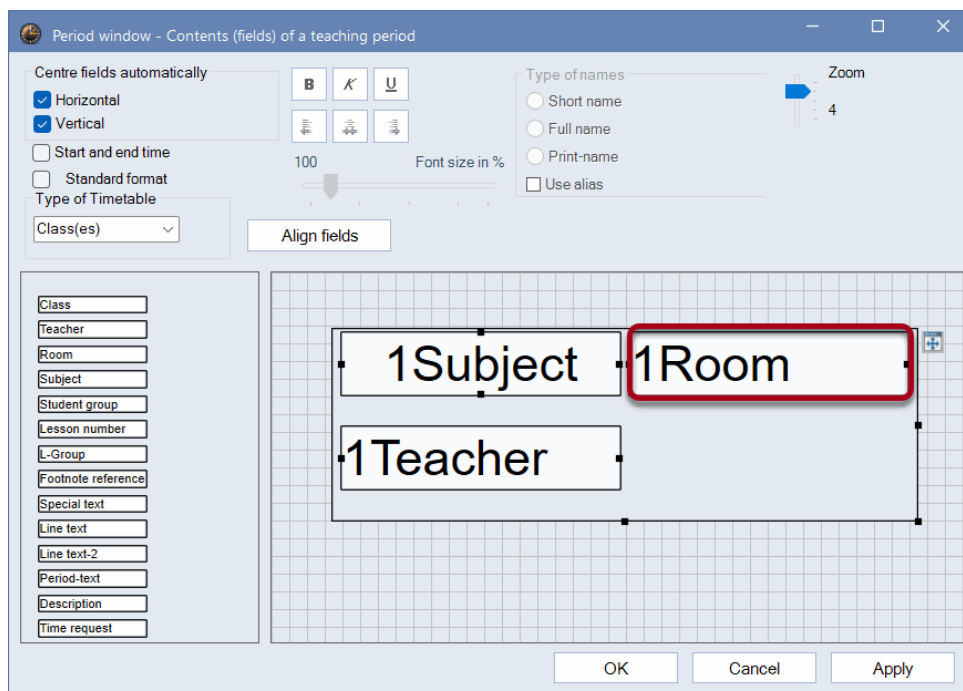 Period window - Contents (fields) of a teaching period
Centre fields automatically
Horizontal
Vertical
Start and end time
Standard format
Type of Timetable
Class(es)
B K U
100 Font size in %
Align fields
Type of names
Short name
Full name
Print-name
Use alias
Zoom
4
Class
Teacher
Room
Subject
Student group
Lesson number
L-Group
Footnote reference
Special text
Line text
Line text-2
Period-text
Description
Time request
1Subject 1Room
1Teacher
OK Cancel Apply